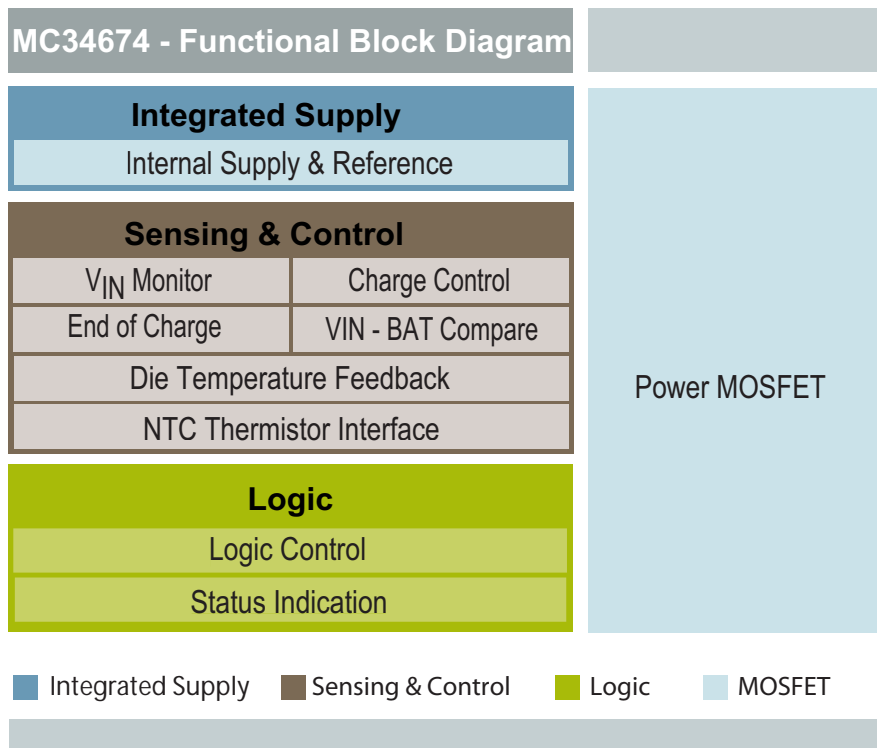 MC34674 - Functional Block Diagram
Integrated Supply
Internal Supply & Reference
Sensing & Control
VIN Monitor
Charge Control
End of Charge
VIN - BAT Compare
Die Temperature Feedback
NTC Thermistor Interface
Logic
Logic Control
Status Indication
Power MOSFET
Integrated Supply
Sensing & Control
Logic
MOSFET